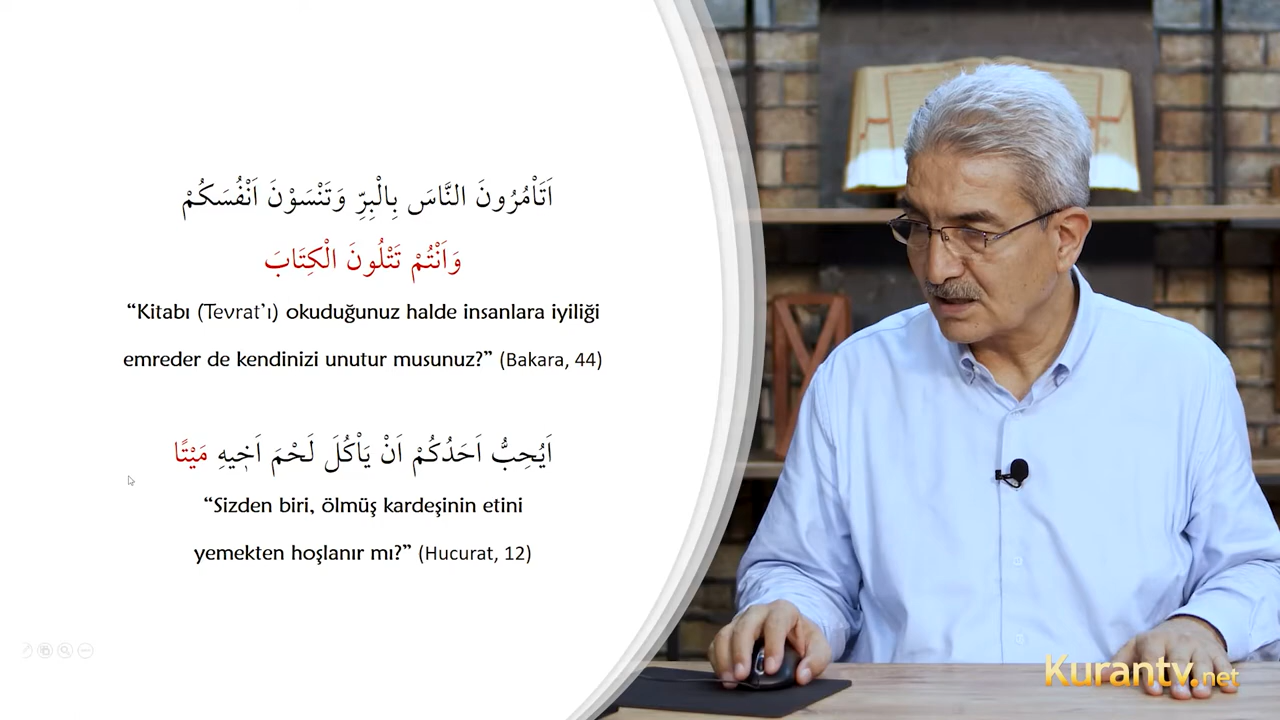 اَتَاْمُرُونَ النَّاسَ بِالْبِرِّ وَتَنْسَوْنَ اَنْفُسَكُمْ
وَاَنْتُمْ تَتْلُونَ الْكِتَابَ
“Kitabı (Tevrat’ı) okuduğunuz halde insanlara iyiliği
emreder de kendinizi unutur musunuz?” (Bakara, 44)
اَيُحِبُّ اَحَدُكُمْ اَنْ يَاْكُلَ لَحْمَ اَخ۪يهِ مَيْتًا
“Sizden biri, ölmüş kardeşinin etini
yemekten hoşlanır mı?” (Hucurat, 12)
Kurantv.net